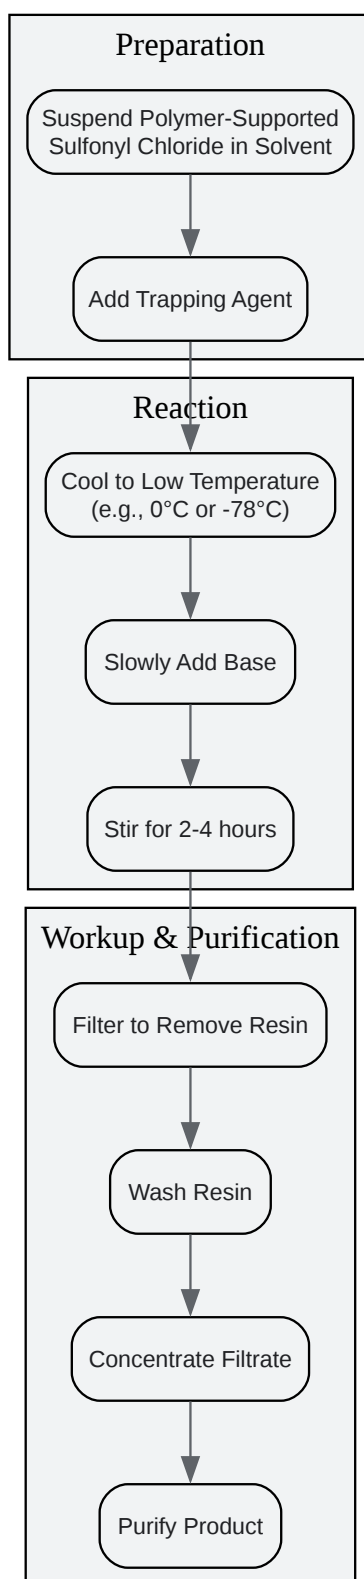 Preparation
Suspend Polymer-Supported
Sulfonyl Chloride in Solvent
Add Trapping Agent
Reaction
Cool to Low Temperature
(e.g., 0°C or -78°C)
Slowly Add Base
Stir for 2-4 hours
Workup & Purification
Filter to Remove Resin
Wash Resin
Concentrate Filtrate
Purify Product